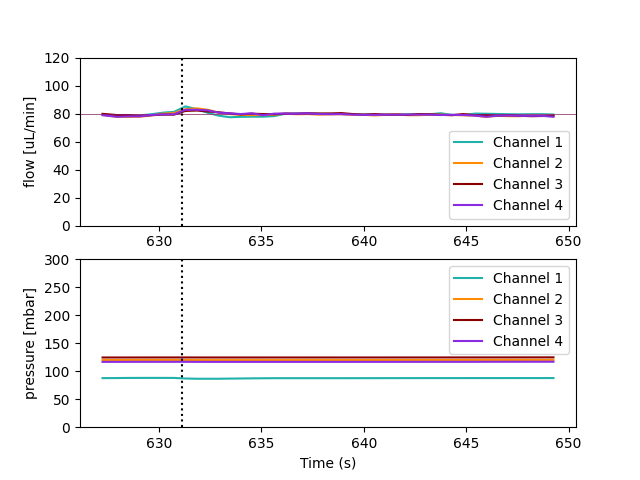 120
100
80
60
40
20
0
flow [uL/min]
630
635
640
645
650
Channel 1
Channel 2
Channel 3
Channel 4
300
250
200
150
100
50
0
pressure [mbar]
Channel 1
Channel 2
Channel 3
Channel 4
630
635
640
645
650
Time (s)